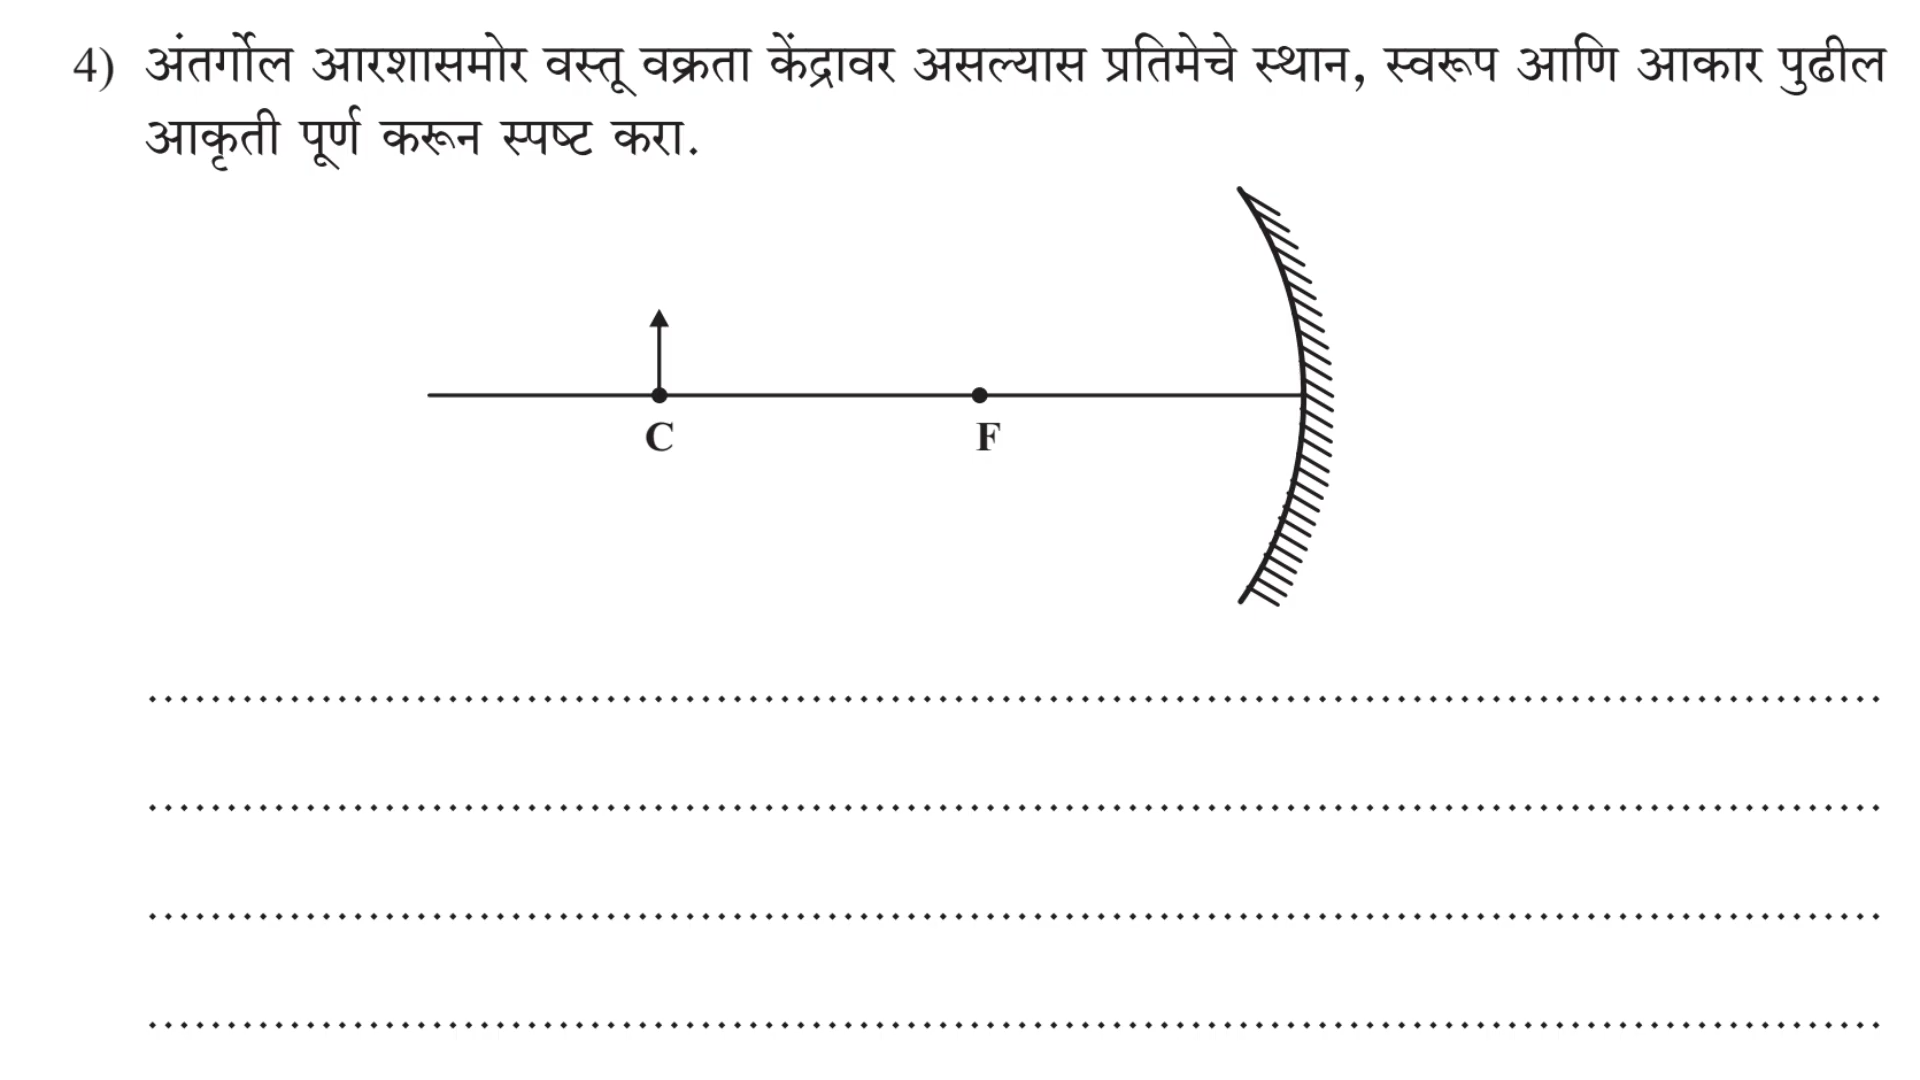 4) अंतर्गोल आरशासमोर वस्तू वक्रता केंद्रावर असल्यास प्रतिमेचे स्थान, स्वरूप आणि आकार पुढील
आकृती पूर्ण करून स्पष्ट करा.
C F